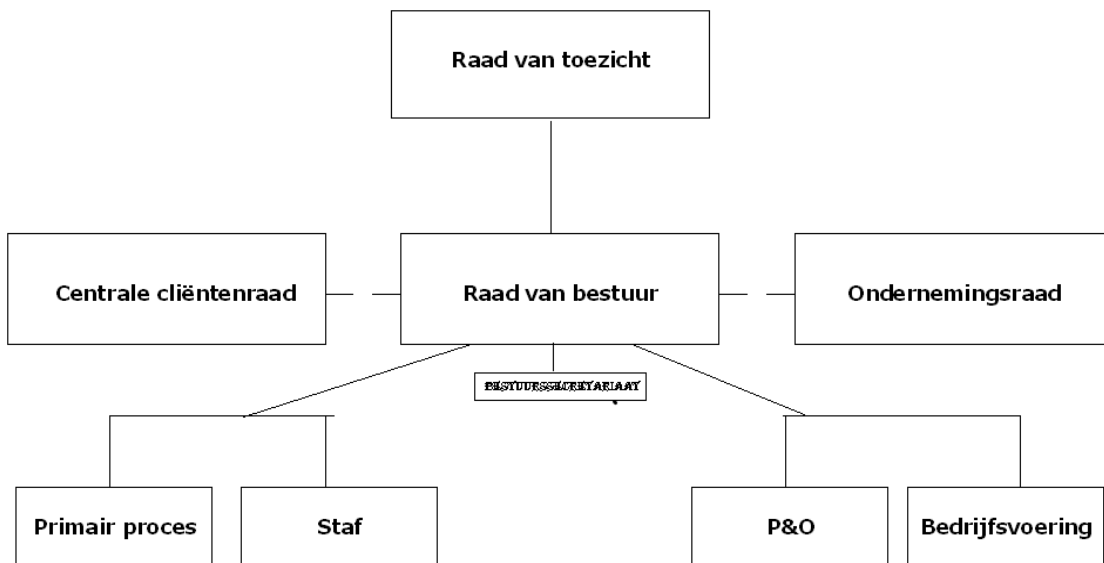 Raad van toezicht
Centrale cliëntenraad
Raad van bestuur
Ondernemingsraad
BESTUURSSECRETARIAAT
Primair proces
Staf
P&O
Bedrijfsvoering